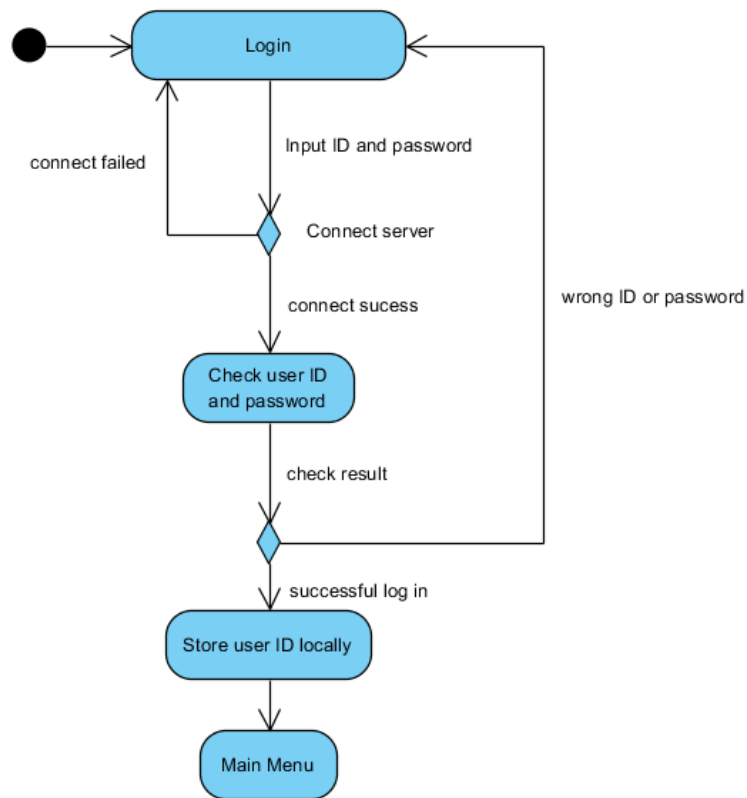 Login
Input ID and password
connect failed
Connect server
wrong ID or password
connect sucess
Check user ID
and password
check result
successful log in
Store user ID locally
Main Menu